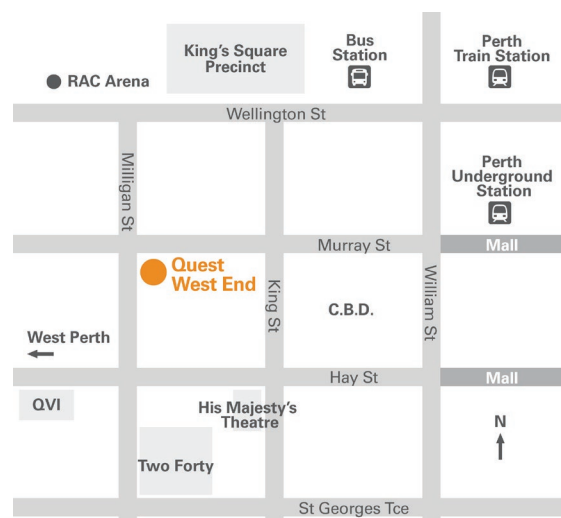 King's Square
Precinct
Bus
Station
Perth
Train Station
RAC Arena
Wellington St
Milligan St
Perth
Underground
Station
Murray St
Mall
Quest
West End
King St
C.B.D.
William St
West Perth
Hay St
Mall
QVI
His Majesty's
Theatre
N
Two Forty
St Georges Tce